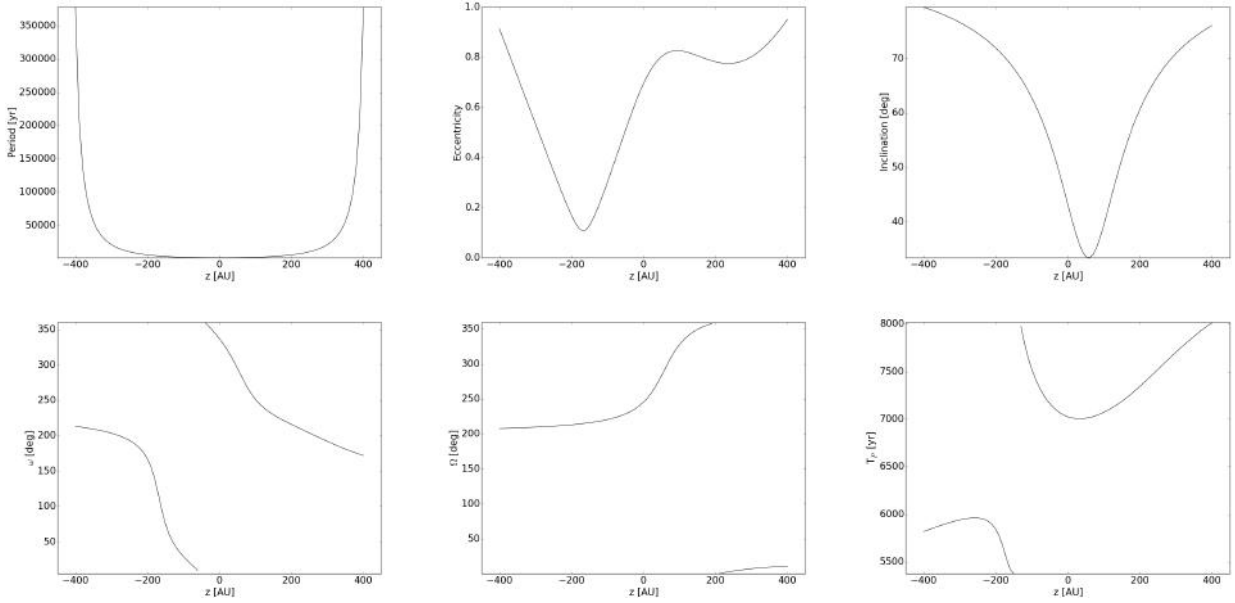 350000
300000
250000
200000
150000
100000
50000
Period [yr]
−400 −200 0 200 400
z [AU]
1.0
0.8
0.6
0.4
0.2
0.0
Eccentricity
−400 −200 0 200 400
z [AU]
70
60
50
40
Inclination [deg]
−400 −200 0 200 400
z [AU]
350
300
250
200
150
100
50
ω [deg]
−400 −200 0 200 400
z [AU]
350
300
250
200
150
100
50
Ω [deg]
−400 −200 0 200 400
z [AU]
8000
7500
7000
6500
6000
5500
T_P [yr]
−400 −200 0 200 400
z [AU]